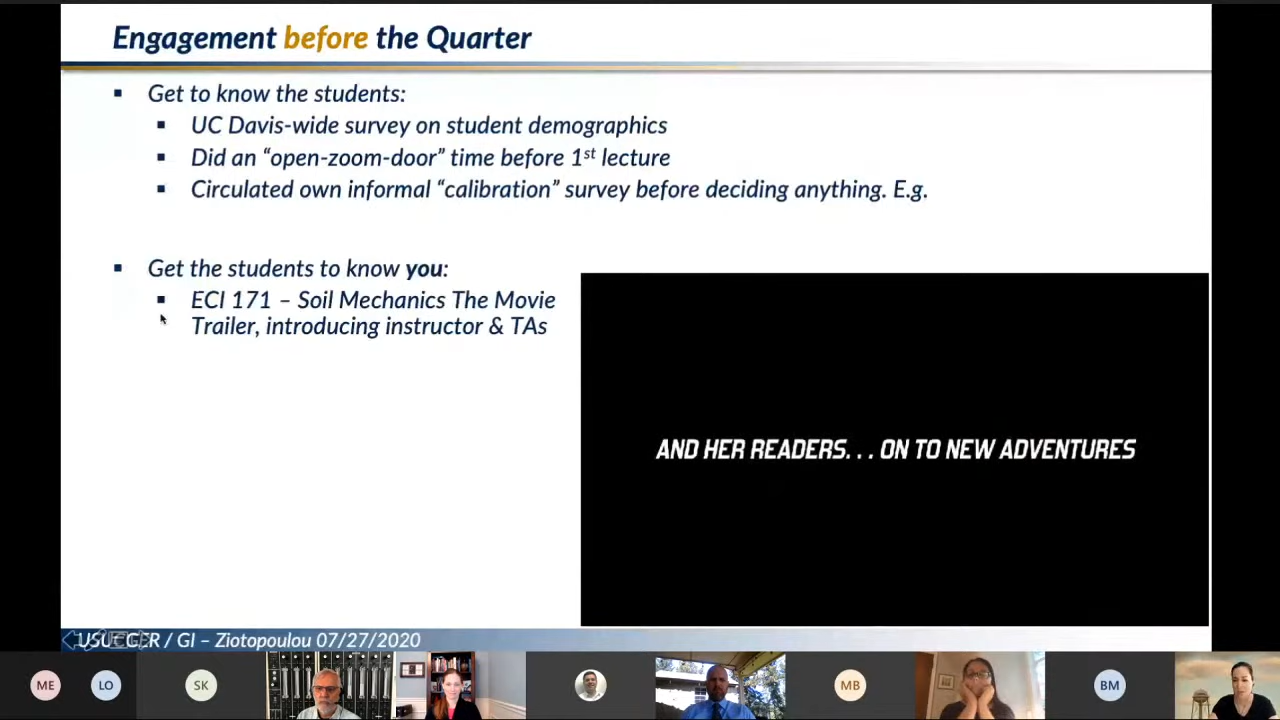 Engagement before the Quarter
Get to know the students:
UC Davis-wide survey on student demographics
Did an “open-zoom-door” time before 1st lecture
Circulated own informal “calibration” survey before deciding anything. E.g.
Get the students to know you:
ECI 171 – Soil Mechanics The Movie
Trailer, introducing instructor & TAs
AND HER READERS. . . ON TO NEW ADVENTURES
/ GI – Ziotopoulou 07/27/2020
ME
LO
SK
MB
BM